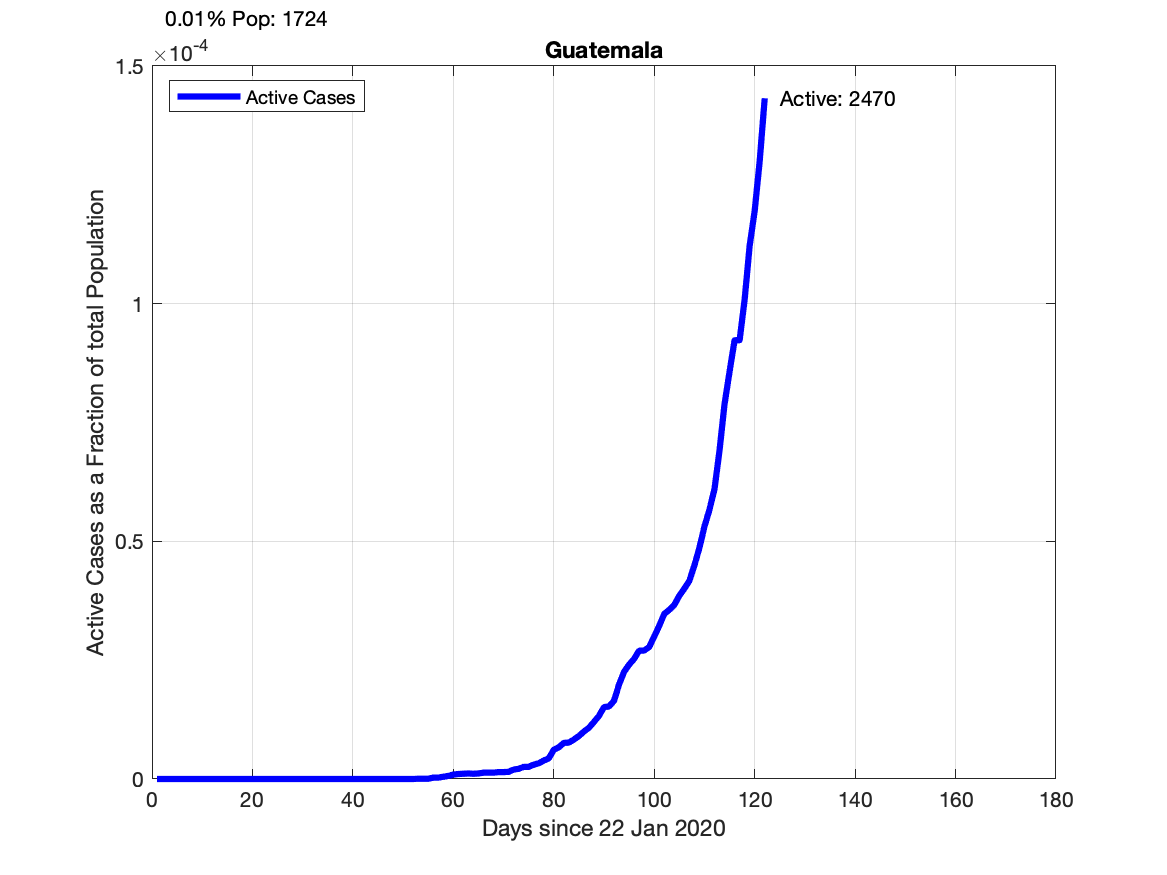 0.01% Pop: 1724
×10-4
Guatemala
1.5
Active Cases
Active: 2470
1
0.5
0
Active Cases as a Fraction of total Population
0 20 40 60 80 100 120 140 160 180
Days since 22 Jan 2020